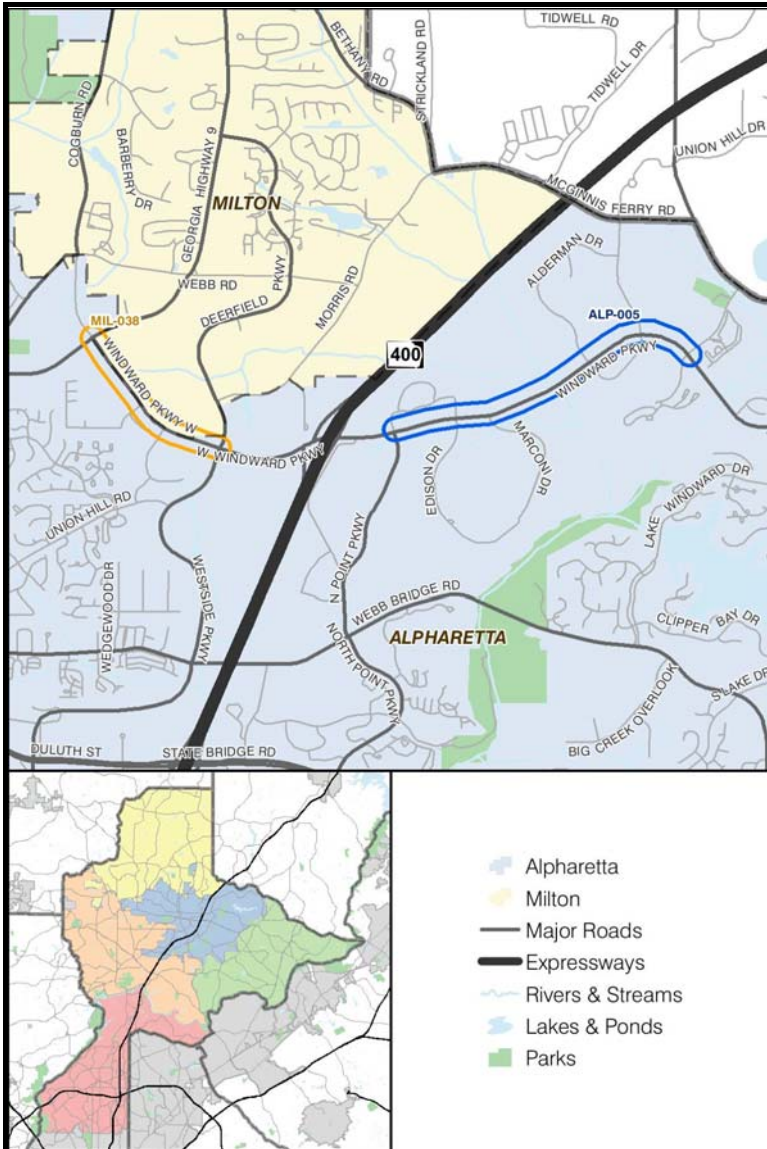 TIDWELL RD
STRICKLAND RD
BETHANY RD
TIDWELL DR
COGBURN RD
BARBERRY DR
GEORGIA HIGHWAY 9
UNION HILL DR
MCGINNIS FERRY RD
MILTON
WEBB RD
DEERFIELD PKWY
MORRIS RD
ALDERMAN DR
MIL-038
ALP-005
400
WINDWARD PKWY W
W WINDWARD PKWY
WINDWARD PKWY
EDISON DR
MARCONI DR
UNION HILL RD
WEDGEWOOD DR
WESTSIDE PKWY
N POINT PKWY
WEBB BRIDGE RD
LAKE WINDWARD DR
ALPHARETTA
NORTH POINT PKWY
CLIPPER BAY DR
S LAKE DR
BIG CREEK OVERLOOK
DULUTH ST
STATE BRIDGE RD
Alpharetta
Milton
Major Roads
Expressways
Rivers & Streams
Lakes & Ponds
Parks